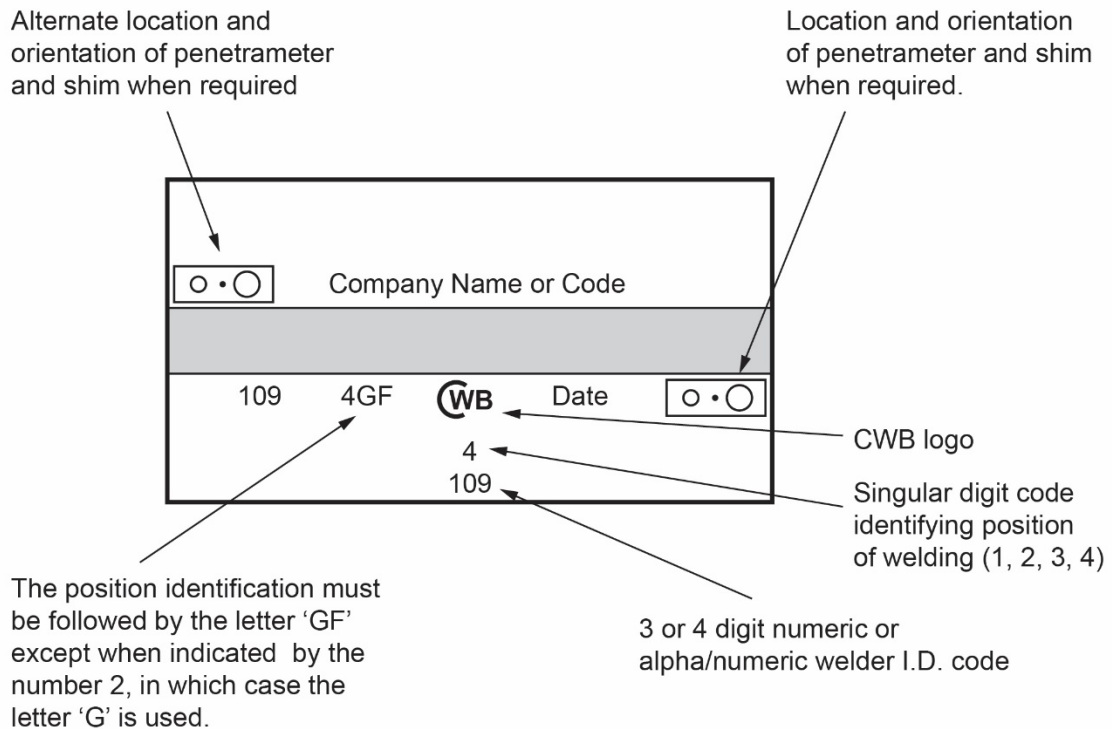 Alternate location and
orientation of penetrameter
and shim when required
Location and orientation
of penetrameter and shim
when required.
Company Name or Code
109 4GF CWB Date
4
109
CWB logo
Singular digit code
identifying position
of welding (1, 2, 3, 4)
The position identification must
be followed by the letter ‘GF’
except when indicated by the
number 2, in which case the
letter ‘G’ is used.
3 or 4 digit numeric or
alpha/numeric welder I.D. code